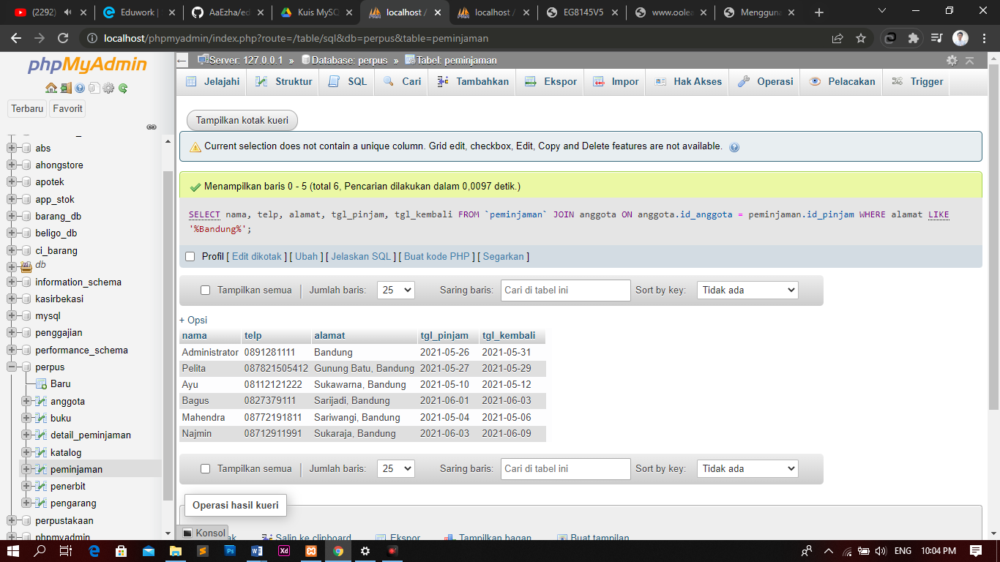 (2292)
Eduwork |
AaEzha/ed
Kuis MySQ
localhost /
localhost /
EG8145V5
www.oolea
Mengguna
localhost/phpmyadmin/index.php?route=/table/sql&db=perpus&table=peminjaman
phpMyAdmin
Terbaru
Favorit
abs
ahongstore
apotek
app_stok
barang_db
beligo_db
ci_barang
db
information_schema
kasirbekasi
mysql
penggajian
performance_schema
perpus
Baru
anggota
buku
detail_peminjaman
katalog
peminjaman
penerbit
pengarang
perpustakaan
phpmyadmin
Server: 127.0.0.1 » Database: perpus » Tabel: peminjaman
Jelajahi Struktur SQL Cari Tambahkan Ekspor Impor Hak Akses Operasi Pelacakan Trigger
Tampilkan kotak kueri
Current selection does not contain a unique column. Grid edit, checkbox, Edit, Copy and Delete features are not available.
Menampilkan baris 0 - 5 (total 6, Pencarian dilakukan dalam 0,0097 detik.)
SELECT nama, telp, alamat, tgl_pinjam, tgl_kembali FROM `peminjaman` JOIN anggota ON anggota.id_anggota = peminjaman.id_pinjam WHERE alamat LIKE
'%Bandung%';
Profil [ Edit dikotak ] [ Ubah ] [ Jelaskan SQL ] [ Buat kode PHP ] [ Segarkan ]
Tampilkan semua | Jumlah baris: 25 Saring baris: Cari di tabel ini Sort by key: Tidak ada
+ Opsi
nama telp alamat tgl_pinjam tgl_kembali
Administrator 0891281111 Bandung 2021-05-26 2021-05-31
Pelita 087821505412 Gunung Batu, Bandung 2021-05-27 2021-05-29
Ayu 08112121222 Sukawarna, Bandung 2021-05-10 2021-05-12
Bagus 0827379111 Sarijadi, Bandung 2021-06-01 2021-06-03
Mahendra 08772191811 Sariwangi, Bandung 2021-05-04 2021-05-06
Najmin 08712911991 Sukaraja, Bandung 2021-06-03 2021-06-09
Tampilkan semua | Jumlah baris: 25 Saring baris: Cari di tabel ini Sort by key: Tidak ada
Operasi hasil kueri
Konsol
Salin ke clipboard Ekspor Tampilkan bagan Buat tampilan
ENG 10:04 PM